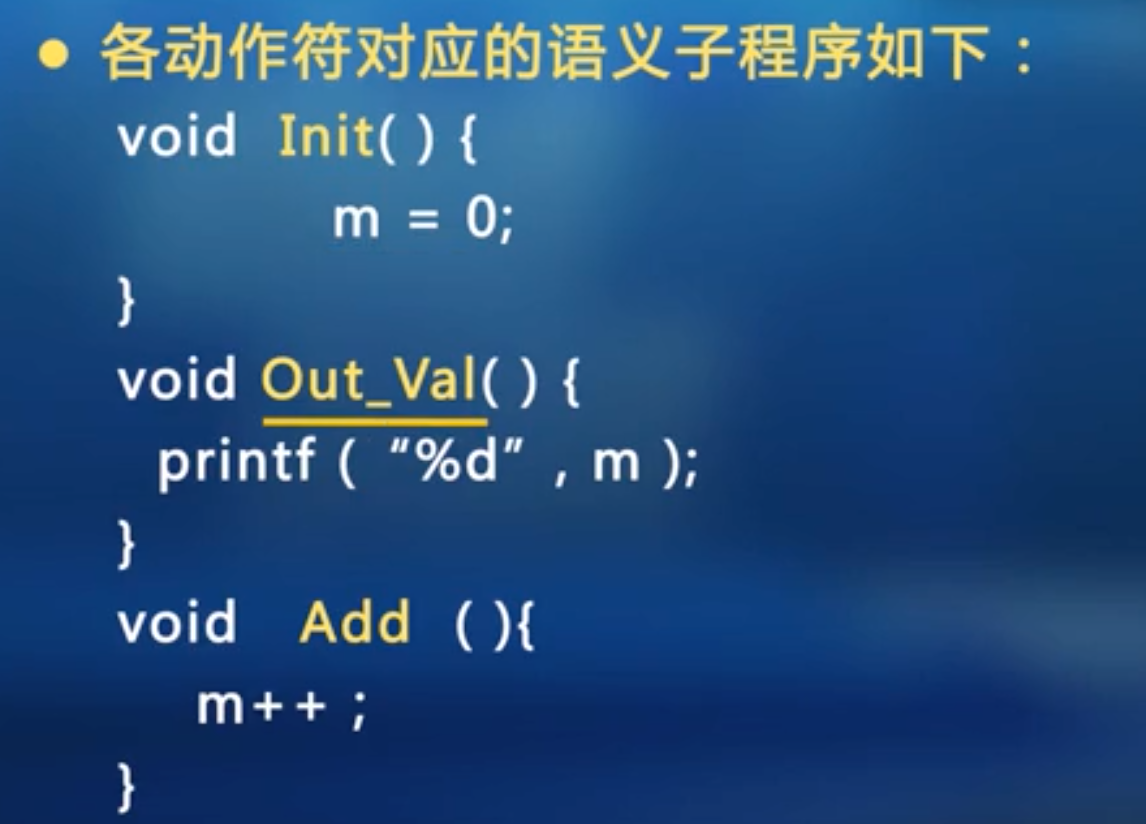 ● 各动作符对应的语义子程序如下：
void Init( ) {
m = 0;
}
void Out_Val( ) {
printf ( “%d” , m );
}
void Add ( ){
m++ ;
}